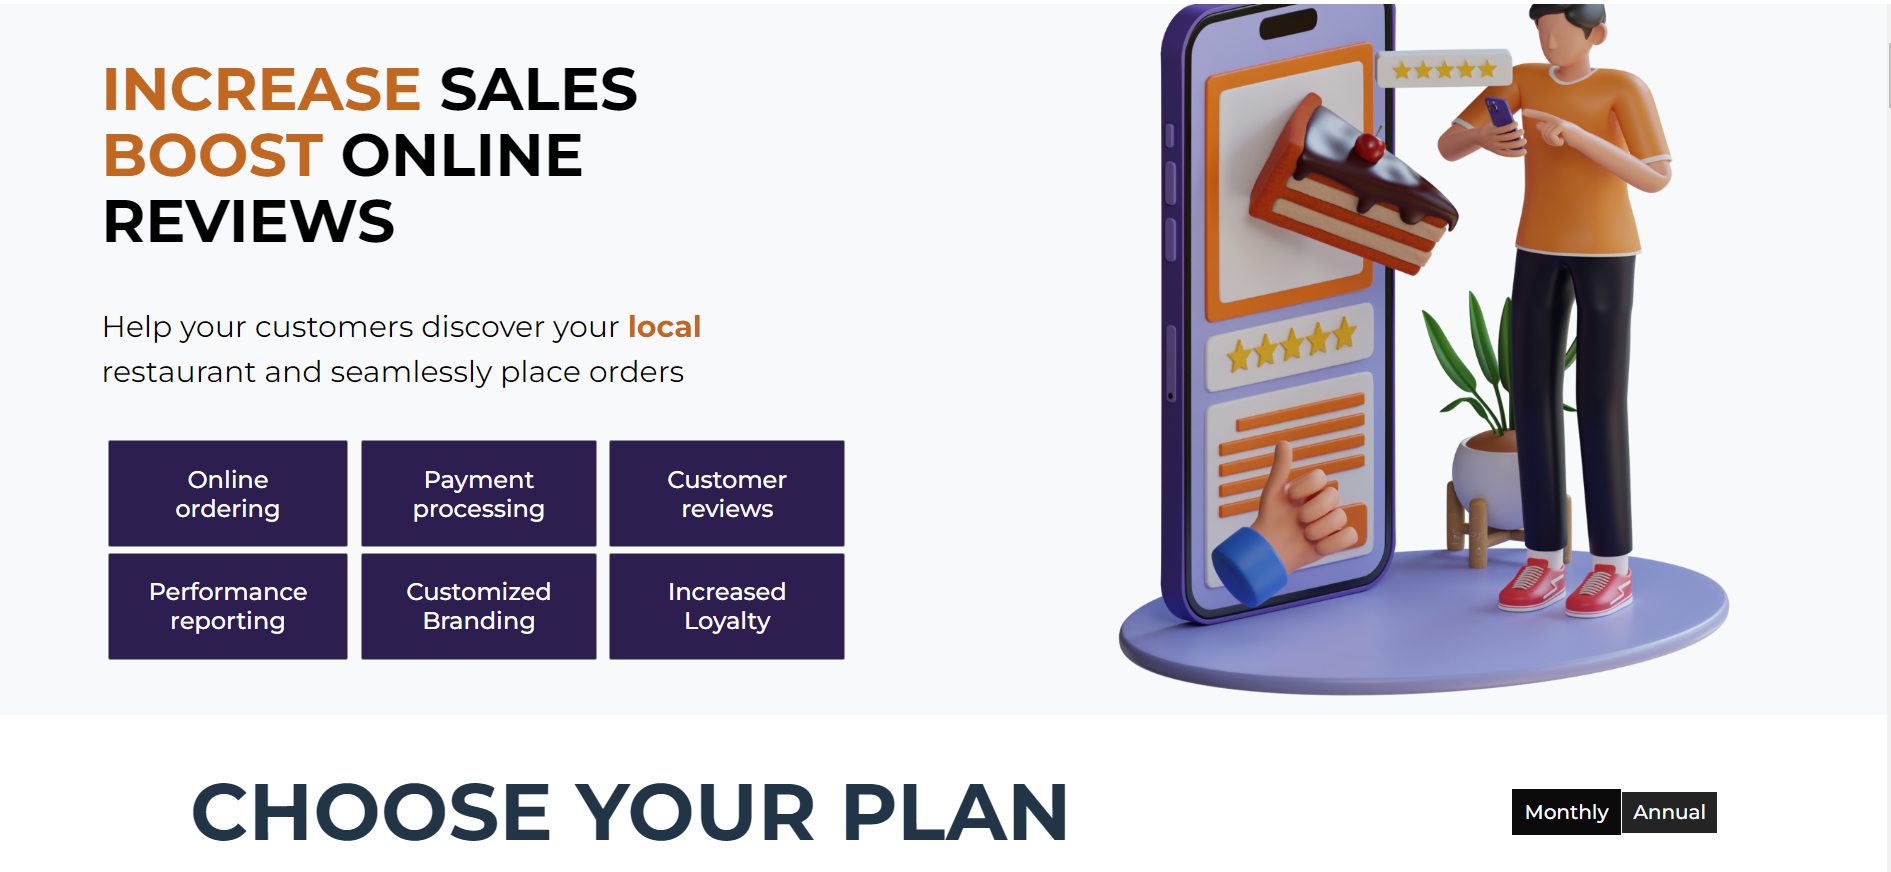 INCREASE SALES
BOOST ONLINE
REVIEWS
Help your customers discover your local
restaurant and seamlessly place orders
Online
ordering
Payment
processing
Customer
reviews
Performance
reporting
Customized
Branding
Increased
Loyalty
CHOOSE YOUR PLAN
Monthly
Annual